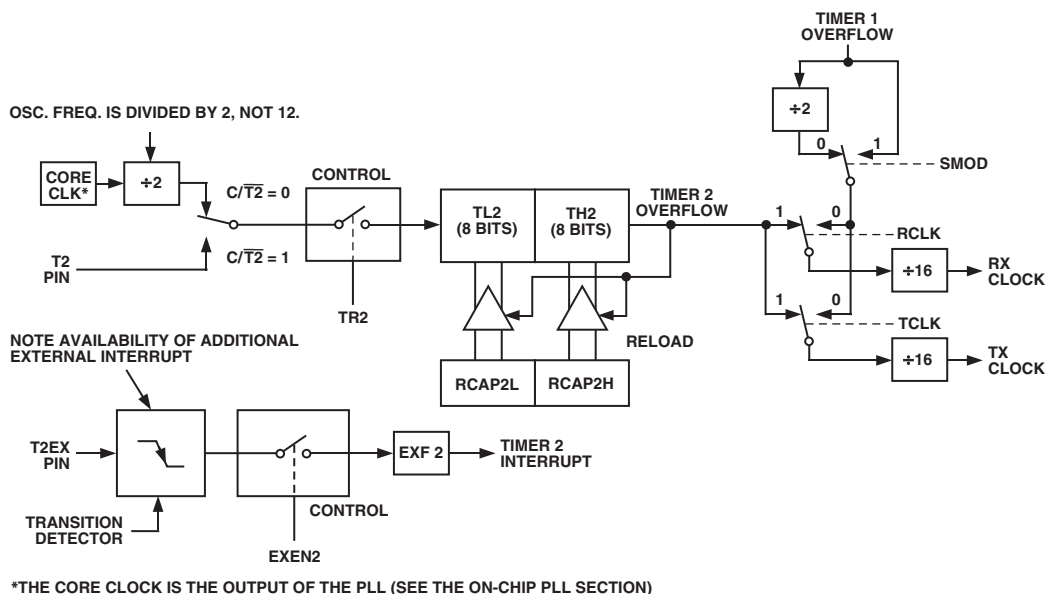 TIMER 1
OVERFLOW
OSC. FREQ. IS DIVIDED BY 2, NOT 12.
÷2
0
1
SMOD
CORE
CLK*
÷2
C/T2̅ = 0
CONTROL
TL2
(8 BITS)
TH2
(8 BITS)
TIMER 2
OVERFLOW
1
0
RCLK
T2
PIN
C/T2̅ = 1
÷16
RX
CLOCK
TR2
1
0
TCLK
RELOAD
NOTE AVAILABILITY OF ADDITIONAL
EXTERNAL INTERRUPT
÷16
TX
CLOCK
RCAP2L
RCAP2H
T2EX
PIN
EXF 2
TIMER 2
INTERRUPT
CONTROL
TRANSITION
DETECTOR
EXEN2
*THE CORE CLOCK IS THE OUTPUT OF THE PLL (SEE THE ON-CHIP PLL SECTION)